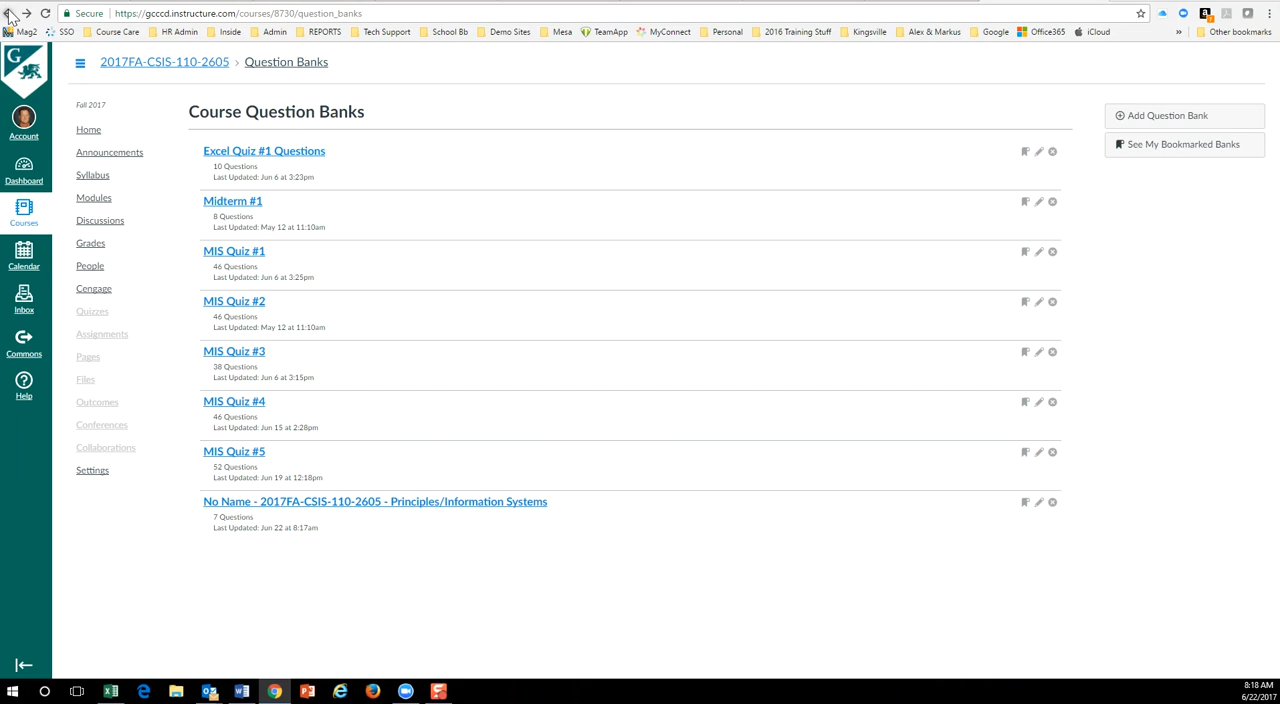 Secure https://gcccd.instructure.com/courses/8730/question_banks
Mag2 SSO Course Care HR Admin Inside Admin REPORTS Tech Support School Bb Demo Sites Mesa TeamApp MyConnect Personal 2016 Training Stuff Kingsville Alex & Markus Google Office365 iCloud » Other bookmarks
G
2017FA-CSIS-110-2605 › Question Banks
Account
Dashboard
Courses
Calendar
Inbox
Commons
Help
Fall 2017
Home
Announcements
Syllabus
Modules
Discussions
Grades
People
Cengage
Quizzes
Assignments
Pages
Files
Outcomes
Conferences
Collaborations
Settings
Course Question Banks
Excel Quiz #1 Questions
10 Questions
Last Updated: Jun 6 at 3:23pm
Midterm #1
8 Questions
Last Updated: May 12 at 11:10am
MIS Quiz #1
46 Questions
Last Updated: Jun 6 at 3:25pm
MIS Quiz #2
46 Questions
Last Updated: May 12 at 11:10am
MIS Quiz #3
38 Questions
Last Updated: Jun 6 at 3:15pm
MIS Quiz #4
46 Questions
Last Updated: Jun 15 at 2:28pm
MIS Quiz #5
52 Questions
Last Updated: Jun 19 at 12:18pm
No Name - 2017FA-CSIS-110-2605 - Principles/Information Systems
7 Questions
Last Updated: Jun 22 at 8:17am
Add Question Bank
See My Bookmarked Banks
8:18 AM
6/22/2017